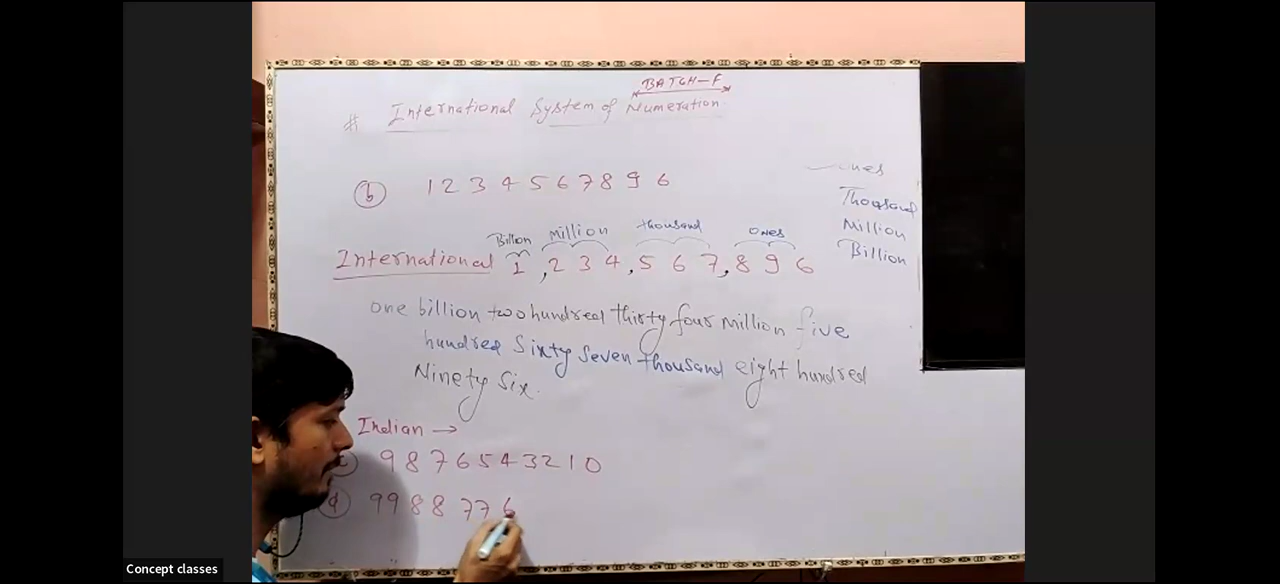 BATCH-F
# International System of Numeration
ones
Thousand
Million
Billion
(b) 1 2 3 4 5 6 7 8 9 6
Billion Million thousand ones
International 1,2 3 4,5 6 7,8 9 6
one billion two hundred thirty four million five
hundred sixty seven thousand eight hundred
Ninety six.
Indian →
9 8 7 6 5 4 3 2 1 0
(d) 9 9 8 8 7 7 6
Concept classes